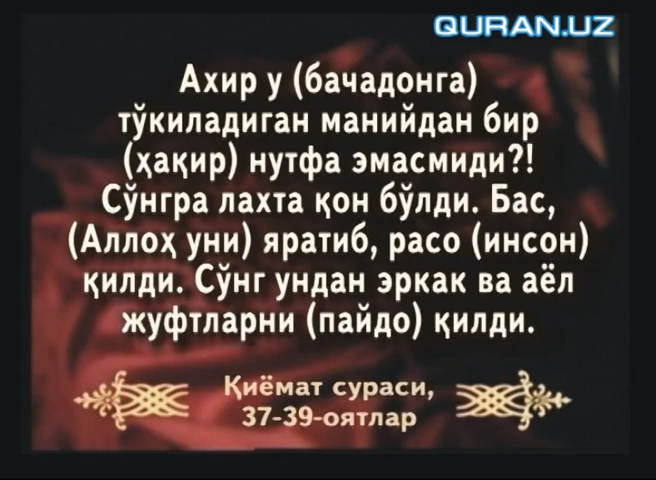 QURAN.UZ
Ахир у (бачадонга)
тўкиладиган манийдан бир
(ҳақир) нутфа эмасмиди?!
Сўнгра лахта қон бўлди. Бас,
(Аллоҳ уни) яратиб, расо (инсон)
қилди. Сўнг ундан эркак ва аёл
жуфтларни (пайдо) қилди.
Қиёмат сураси,
37-39-оятлар